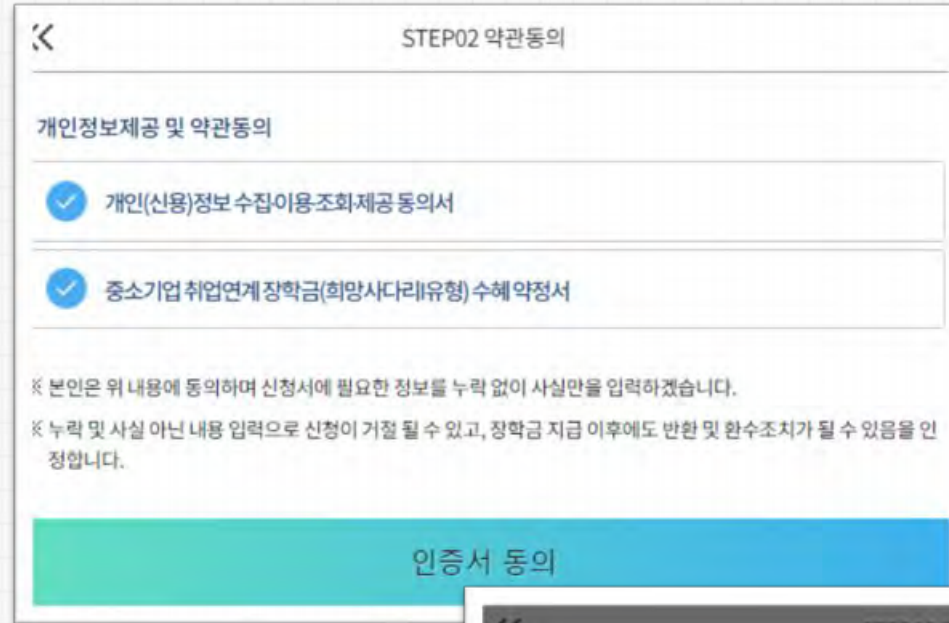 STEP02 약관동의
개인정보제공 및 약관동의
개인(신용)정보 수집·이용·조회·제공 동의서
중소기업 취업연계 장학금(희망사다리I유형) 수혜 약정서
※ 본인은 위 내용에 동의하며 신청서에 필요한 정보를 누락 없이 사실만을 입력하겠습니다.
※ 누락 및 사실 아닌 내용 입력으로 신청이 거절 될 수 있고, 장학금 지급 이후에도 반환 및 환수조치가 될 수 있음을 인
정합니다.
인증서 동의